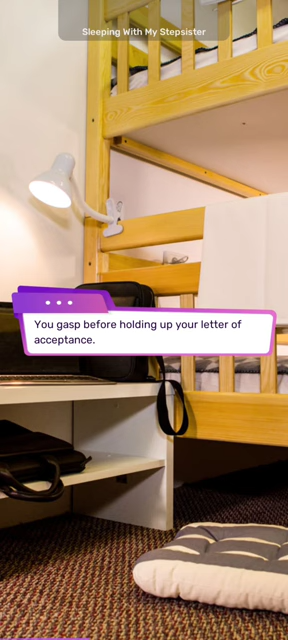 Sleeping With My Stepsister
You gasp before holding up your letter of
acceptance.